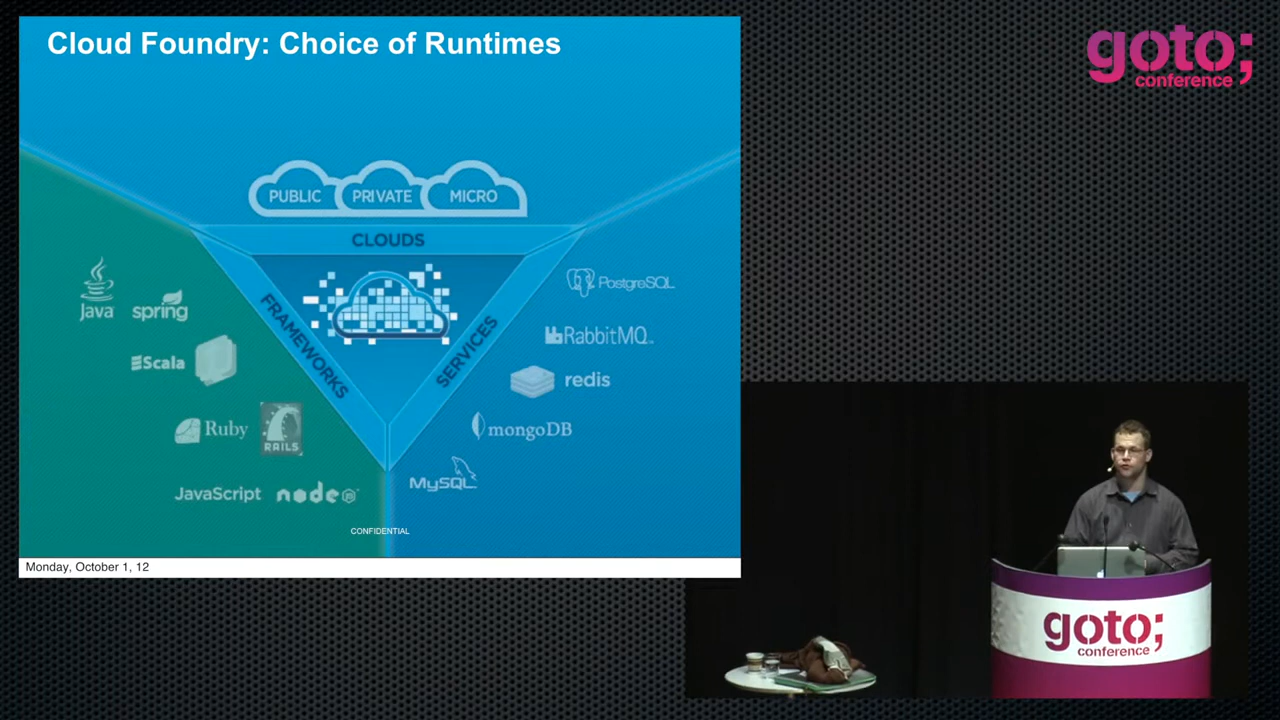 Cloud Foundry: Choice of Runtimes
goto;
conference
PUBLIC PRIVATE MICRO
CLOUDS
FRAMEWORKS
SERVICES
Java spring
Scala
Ruby RAILS
JavaScript node JS
PostgreSQL
RabbitMQ
redis
mongoDB
MySQL
CONFIDENTIAL
Monday, October 1, 12
goto;
conference